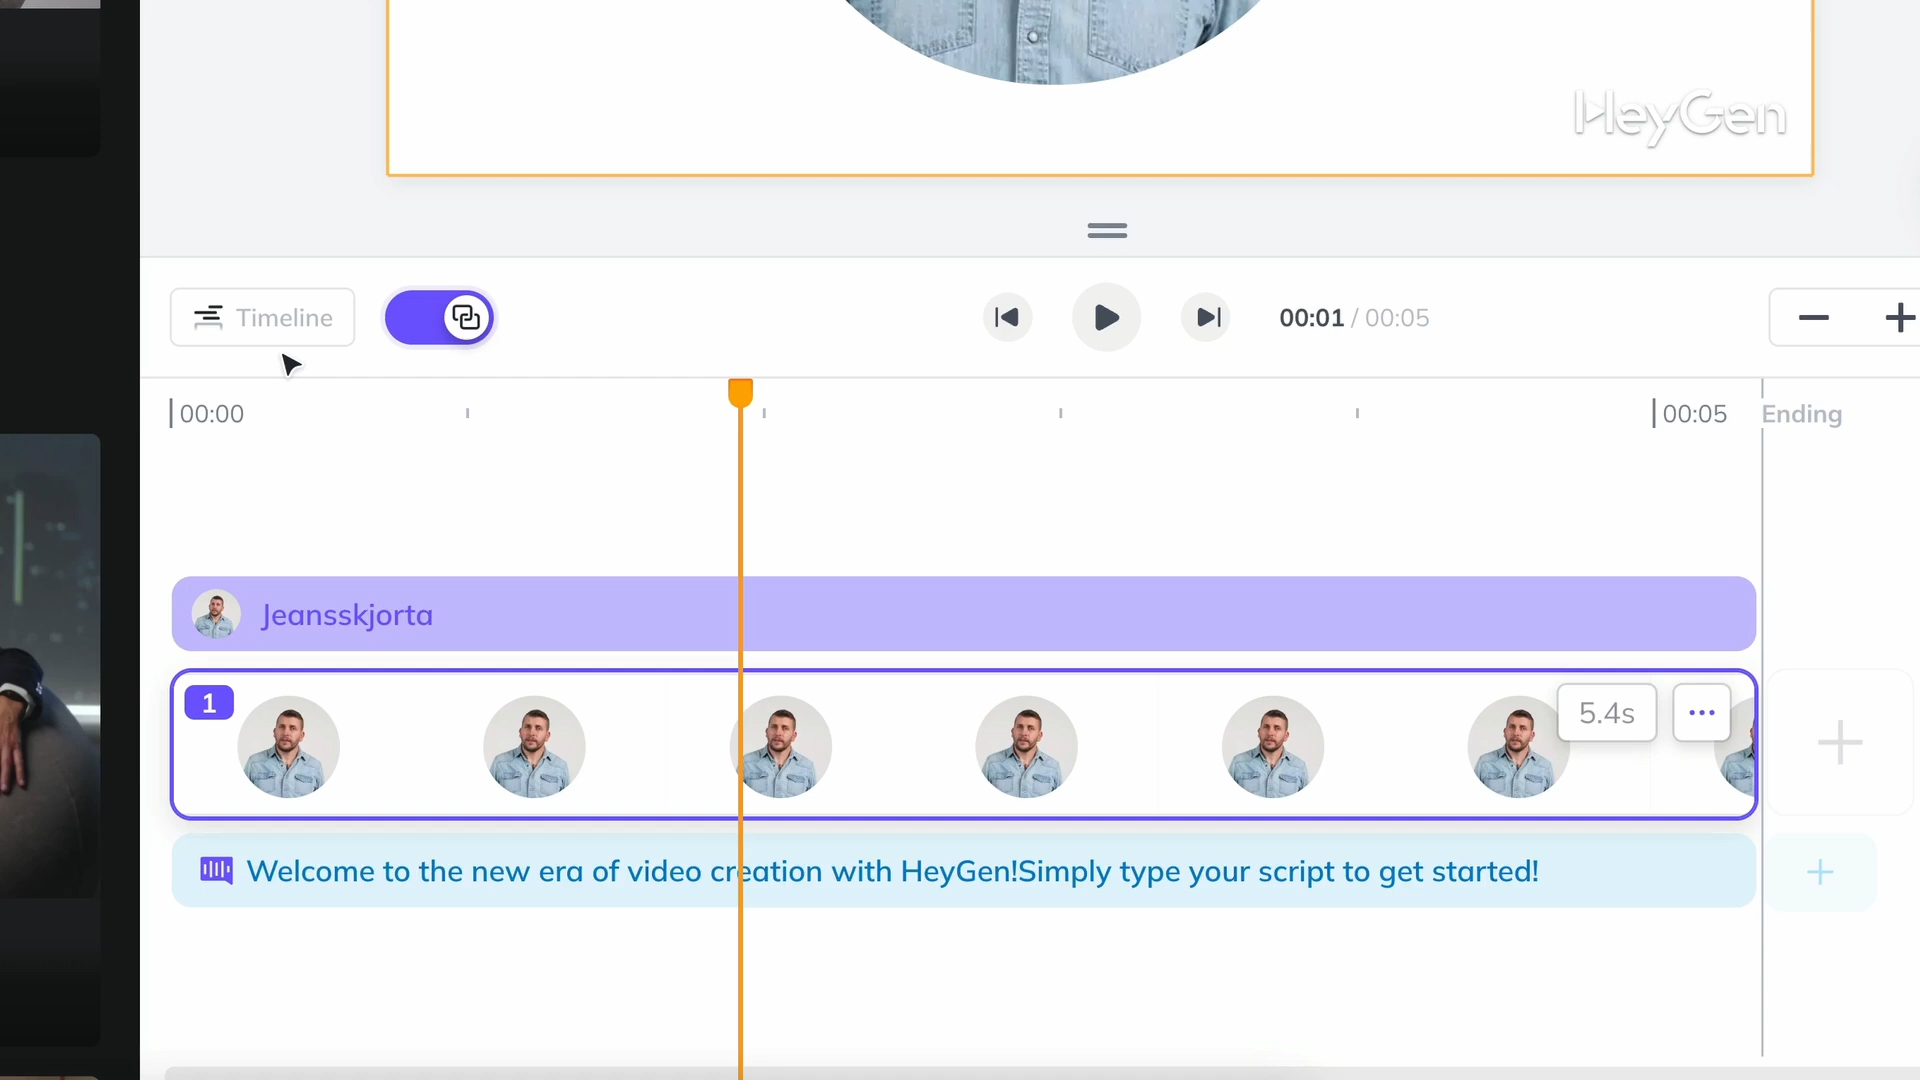 HeyGen
Timeline
00:01 / 00:05
00:00
00:05
Ending
Jeansskjorta
1
5.4s
Welcome to the new era of video creation with HeyGen!Simply type your script to get started!